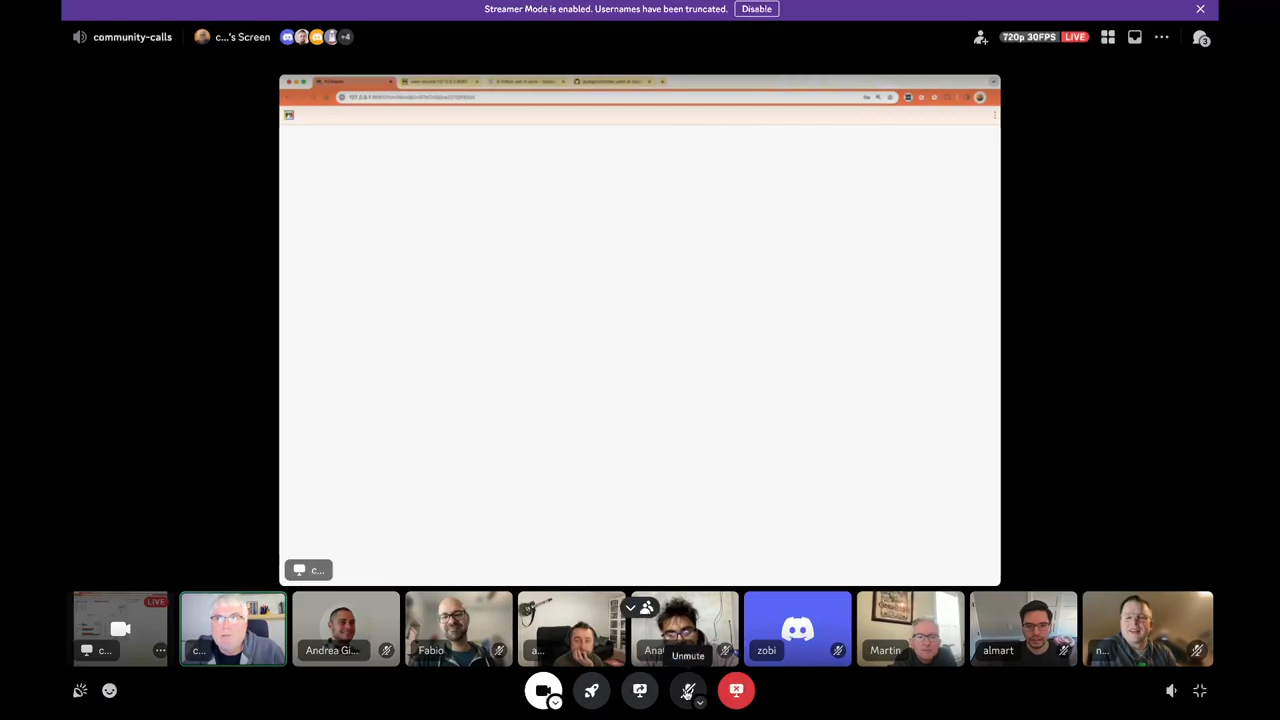 Streamer Mode is enabled. Usernames have been truncated.
Disable
community-calls
c...'s Screen
+4
720p 30FPS
LIVE
3
c...
LIVE
c...
c...
Andrea Gi...
Fabio
a...
Unmute
zobi
Martin
almart
n...